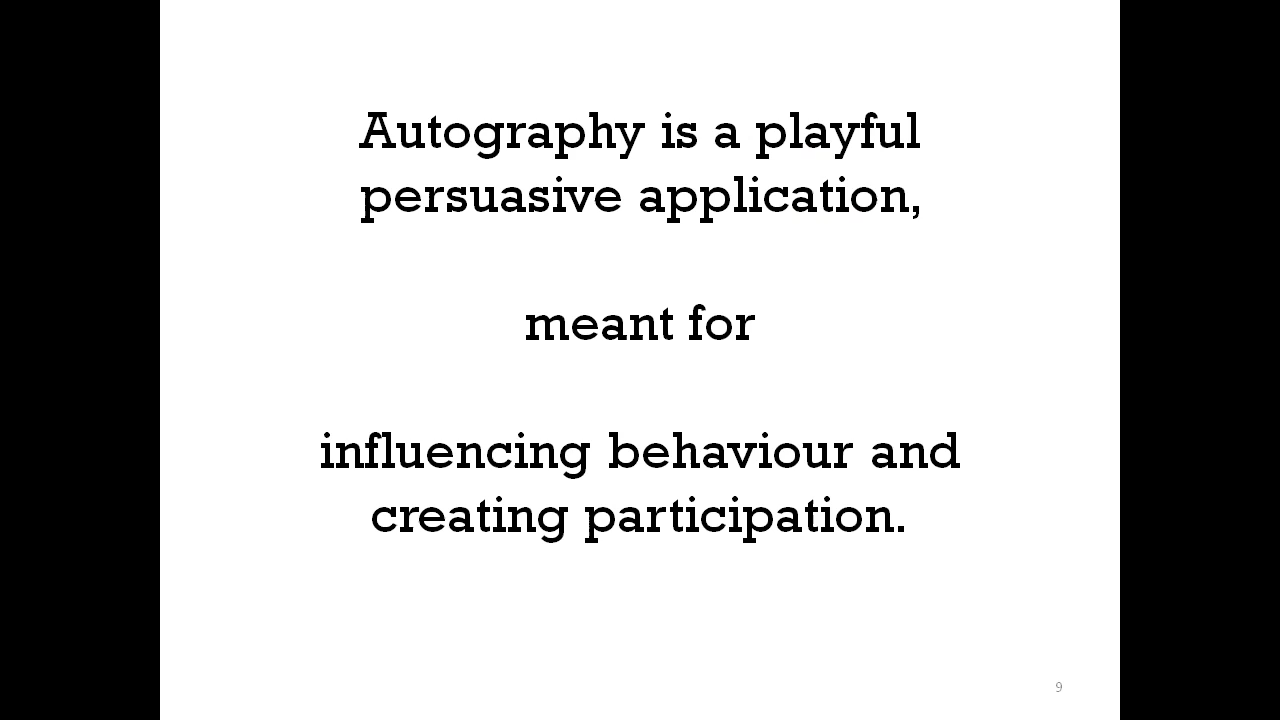 Autography is a playful
persuasive application,
meant for
influencing behaviour and
creating participation.
9